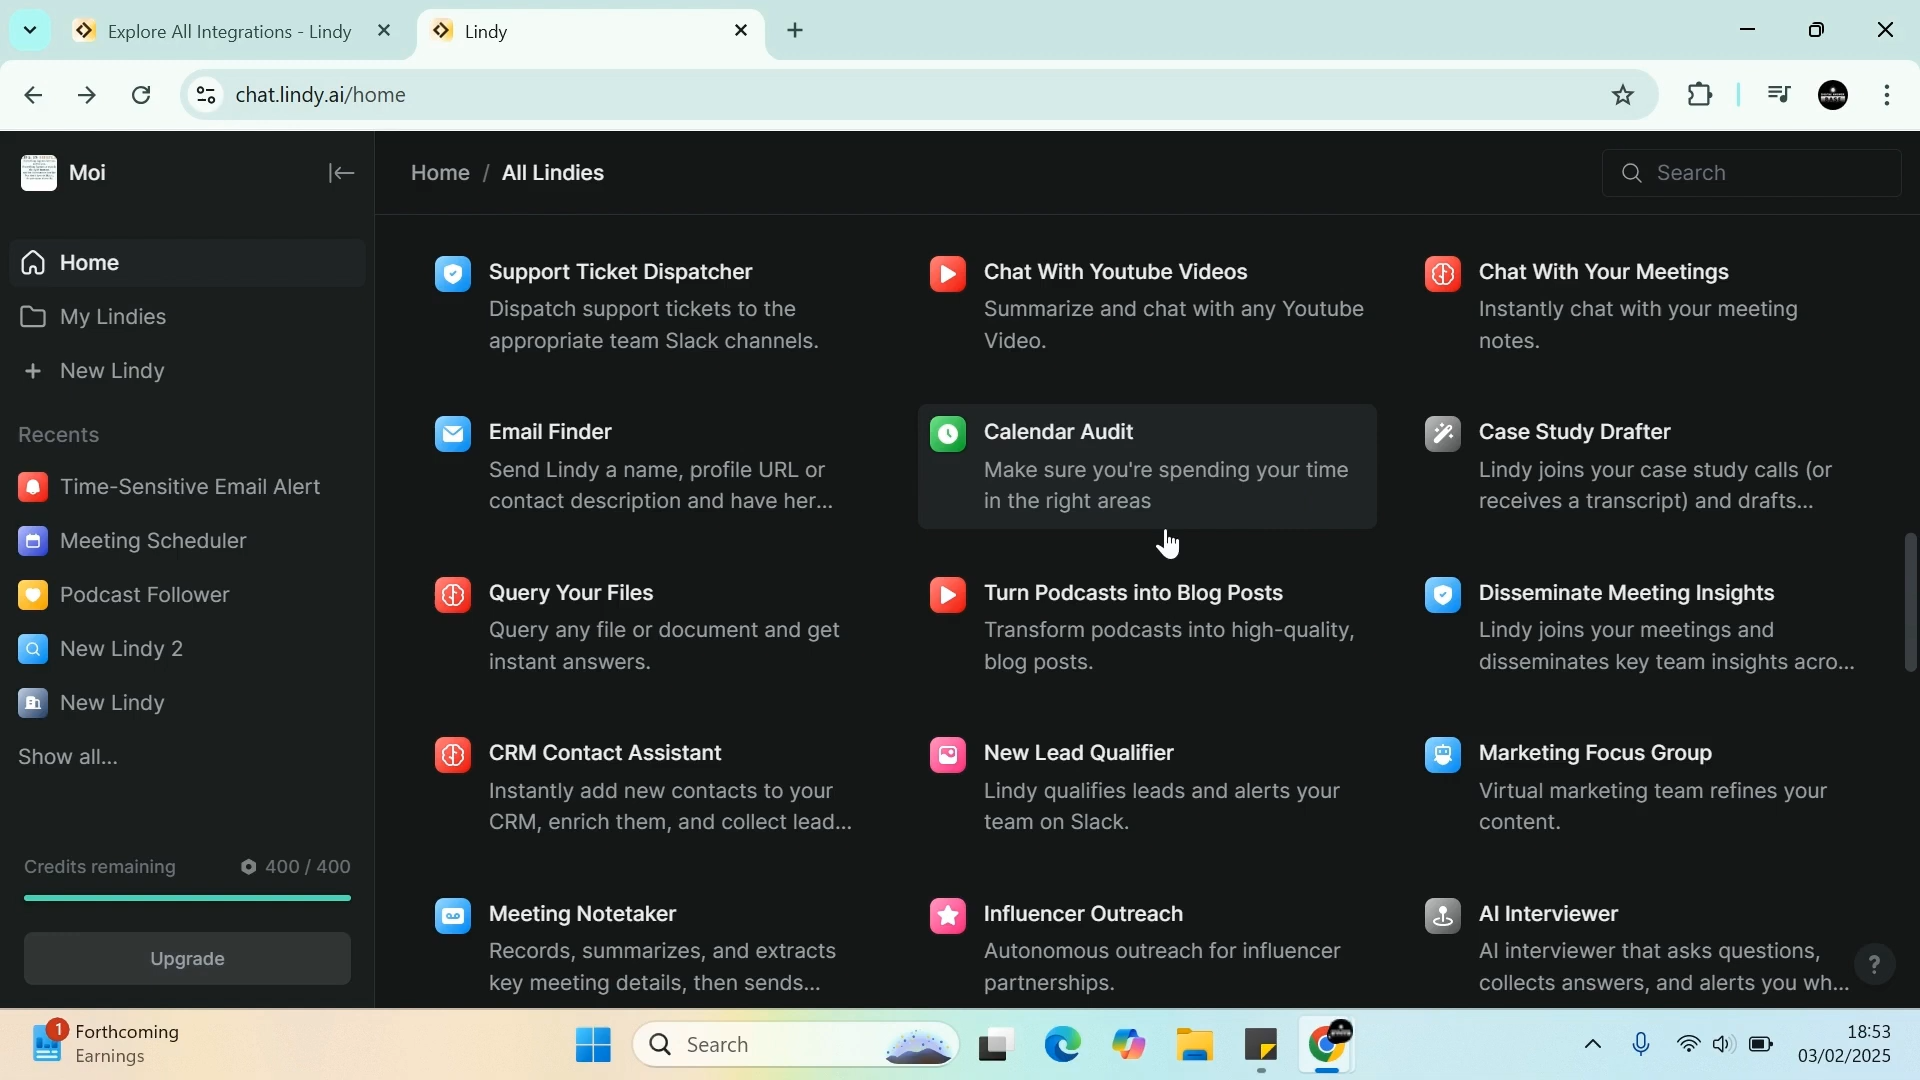 Explore All Integrations - Lindy
Lindy
chat.lindy.ai/home
Moi
Home / All Lindies
Search
Home
My Lindies
New Lindy
Recents
Time-Sensitive Email Alert
Meeting Scheduler
Podcast Follower
New Lindy 2
New Lindy
Show all...
Credits remaining
400 / 400
Upgrade
Support Ticket Dispatcher
Dispatch support tickets to the
appropriate team Slack channels.
Chat With Youtube Videos
Summarize and chat with any Youtube
Video.
Chat With Your Meetings
Instantly chat with your meeting
notes.
Email Finder
Send Lindy a name, profile URL or
contact description and have her...
Calendar Audit
Make sure you're spending your time
in the right areas
Case Study Drafter
Lindy joins your case study calls (or
receives a transcript) and drafts...
Query Your Files
Query any file or document and get
instant answers.
Turn Podcasts into Blog Posts
Transform podcasts into high-quality,
blog posts.
Disseminate Meeting Insights
Lindy joins your meetings and
disseminates key team insights acro...
CRM Contact Assistant
Instantly add new contacts to your
CRM, enrich them, and collect lead...
New Lead Qualifier
Lindy qualifies leads and alerts your
team on Slack.
Marketing Focus Group
Virtual marketing team refines your
content.
Meeting Notetaker
Records, summarizes, and extracts
key meeting details, then sends...
Influencer Outreach
Autonomous outreach for influencer
partnerships.
AI Interviewer
AI interviewer that asks questions,
collects answers, and alerts you wh...
?
1
Forthcoming
Earnings
Search
18:53
03/02/2025